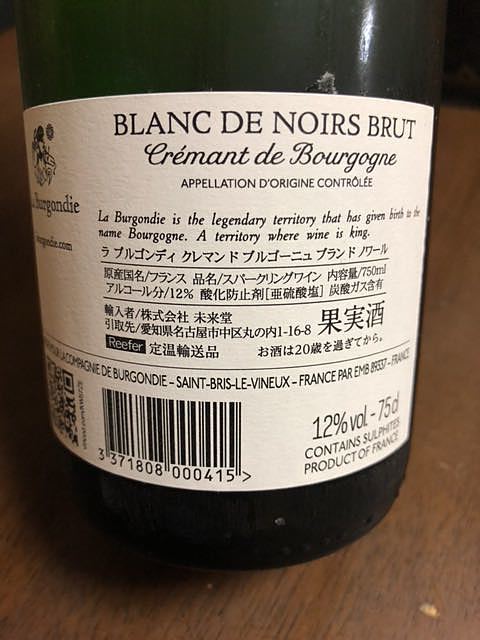 BLANC DE NOIRS BRUT
Crémant de Bourgogne
APPELLATION D'ORIGINE CONTRÔLÉE
Burgondie
La Burgondie is the legendary territory that has given birth to the
name Bourgogne. A territory where wine is king.
ラ ブルゴンディ クレマンド ブルゴーニュ ブランド ノワール
原産国名/フランス 品名/スパークリングワイン 内容量/750ml
アルコール分/12% 酸化防止剤[亜硫酸塩] 炭酸ガス含有
輸入者/株式会社 未来堂
引取先/愛知県名古屋市中区丸の内1-16-8
果実酒
Reefer 定温輸送品
お酒は20歳を過ぎてから。
POUR LA COMPAGNIE DE BURGONDIE – SAINT-BRIS-LE-VINEUX – FRANCE PAR EMB 89337 – FRANCE
3 371808 000415 >
12% vol. - 75cl
CONTAINS SULPHITES
PRODUCT OF FRANCE